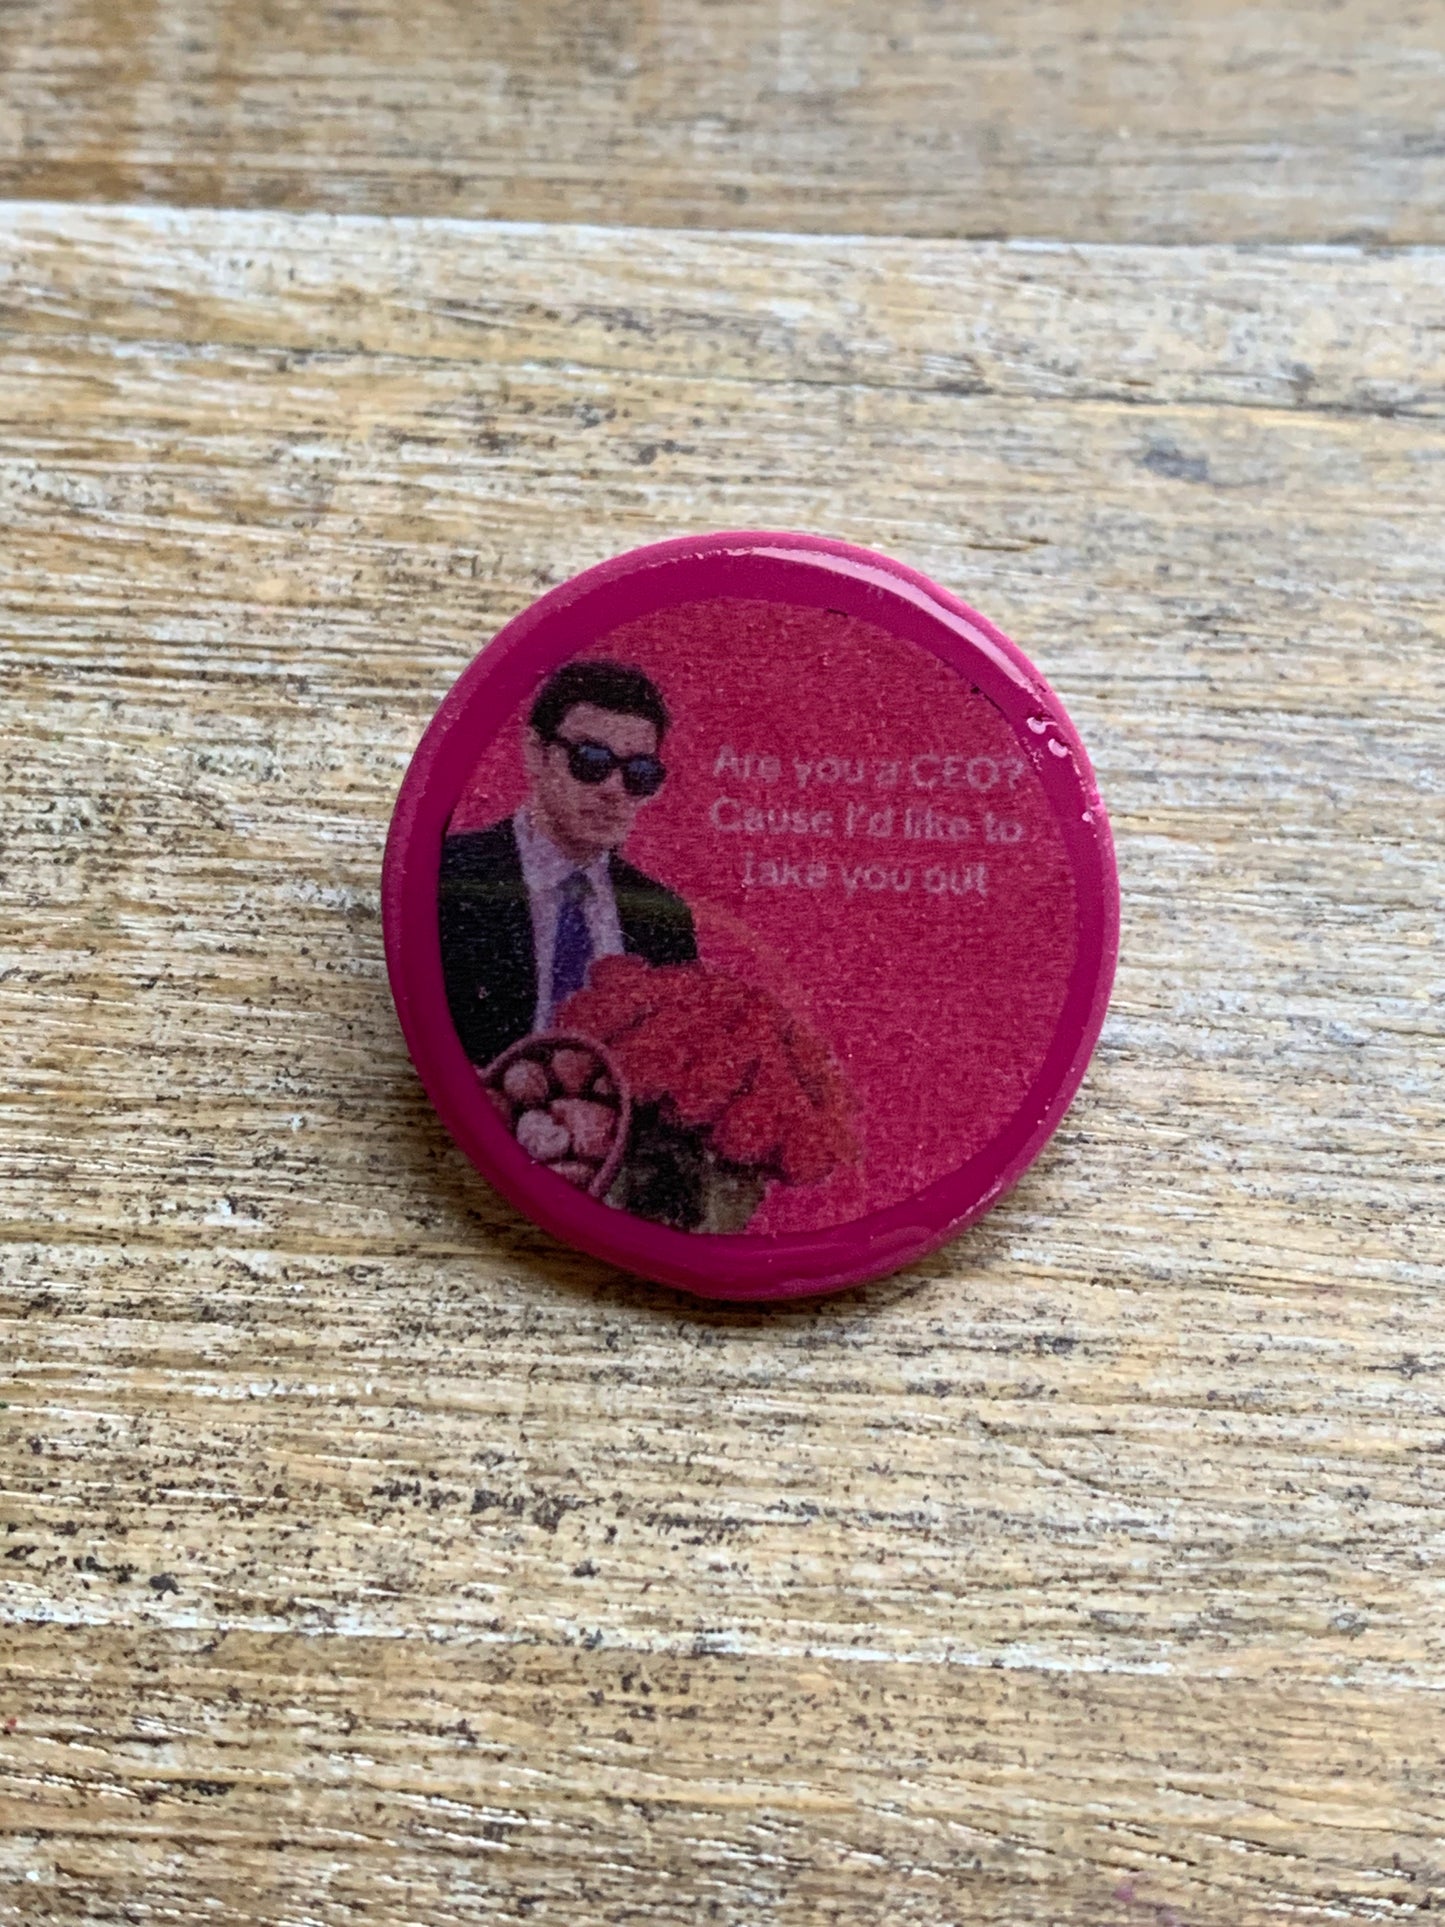 Are you a CEO?
Cause I'd like to
take you out